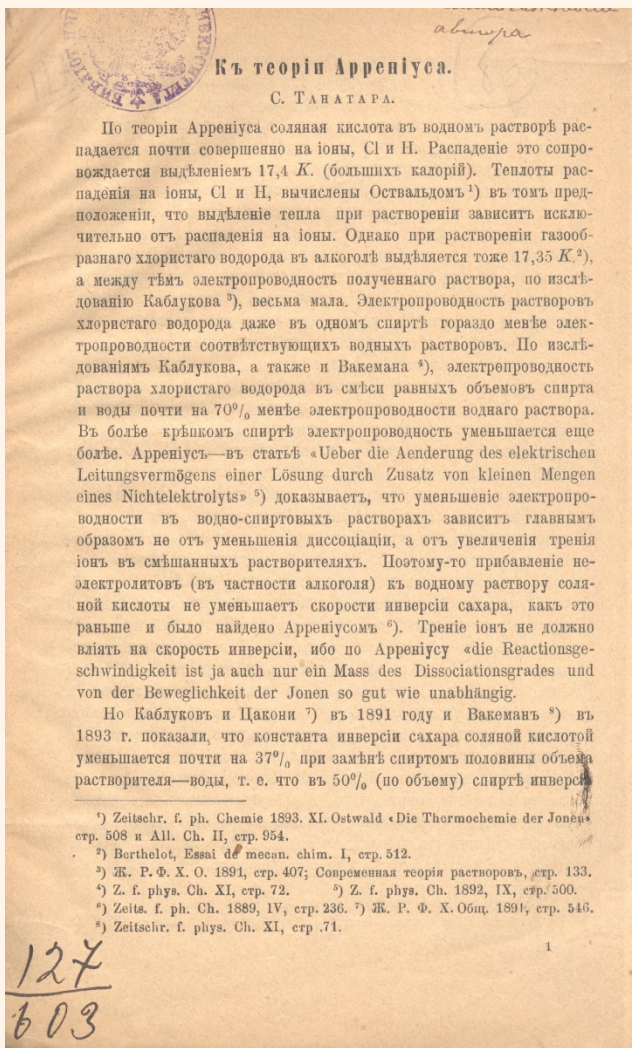 автора
Къ теоріи Арреніуса.
С. Танатара.
По теоріи Арреніуса соляная кислота въ водномъ растворѣ рас-
падается почти совершенно на іоны, Cl и H. Распаденіе это сопро-
вождается выдѣленіемъ 17,4 K. (большихъ калорій). Теплоты рас-
паденія на іоны, Cl и H, вычислены Оствальдомъ ¹) въ томъ пред-
положеніи, что выдѣленіе тепла при раствореніи зависитъ исклю-
чительно отъ распаденія на іоны. Однако при раствореніи газооб-
разнаго хлористаго водорода въ алкоголѣ выдѣляется тоже 17,35 K.²),
а между тѣмъ электропроводность полученнаго раствора, по изслѣ-
дованію Каблукова ³), весьма мала. Электропроводность растворовъ
хлористаго водорода даже въ одномъ спиртѣ гораздо менѣе элек-
тропроводности соотвѣтствующихъ водныхъ растворовъ. По изслѣ-
дованіямъ Каблукова, а также и Вакемана ⁴), электропроводность
раствора хлористаго водорода въ смѣси равныхъ объемовъ спирта
и воды почти на 70% менѣе электропроводности воднаго раствора.
Въ болѣе крѣпкомъ спиртѣ электропроводность уменьшается еще
болѣе. Арреніусъ—въ статьѣ «Ueber die Aenderung des elektrischen
Leitungsvermögens einer Lösung durch Zusatz von kleinen Mengen
eines Nichtelektrolyts» ⁵) доказываетъ, что уменьшеніе электропро-
водности въ водно-спиртовыхъ растворахъ зависитъ главнымъ
образомъ не отъ уменьшенія диссоціаціи, а отъ увеличенія тренія
іонъ въ смѣшанныхъ растворителяхъ. Поэтому-то прибавленіе не-
электролитовъ (въ частности алкоголя) къ водному раствору соля-
ной кислоты не уменьшаетъ скорости инверсіи сахара, какъ это
раньше и было найдено Арреніусомъ ⁶). Треніе іонъ не должно
вліять на скорость инверсіи, ибо по Арреніусу «die Reactionsge-
schwindigkeit ist ja auch nur ein Mass des Dissociationsgrades und
von der Beweglichkeit der Jonen so gut wie unabhängig.
Но Каблуковъ и Цакони ⁷) въ 1891 году и Вакеманъ ⁸) въ
1893 г. показали, что константа инверсіи сахара соляной кислотой
уменьшается почти на 37% при замѣнѣ спиртомъ половины объема
растворителя—воды, т. е. что въ 50% (по объему) спиртѣ инверсія
¹) Zeitschr. f. ph. Chemie 1893. XI. Ostwald «Die Thermochemie der Jonen»
стр. 508 и All. Ch. II, стр. 954.
²) Berthelot, Essai de mecan. chim. I, стр. 512.
³) Ж. Р. Ф. Х. О. 1891, стр. 407; Современная теорія растворовъ, стр. 133.
⁴) Z. f. phys. Ch. XI, стр. 72. ⁵) Z. f. phys. Ch. 1892, IX, стр. 500.
⁶) Zeits. f. ph. Ch. 1889, IV, стр. 236. ⁷) Ж. Р. Ф. Х. Общ. 1891, стр. 546.
⁸) Zeitschr. f. phys. Ch. XI, стр .71.
1
127
603